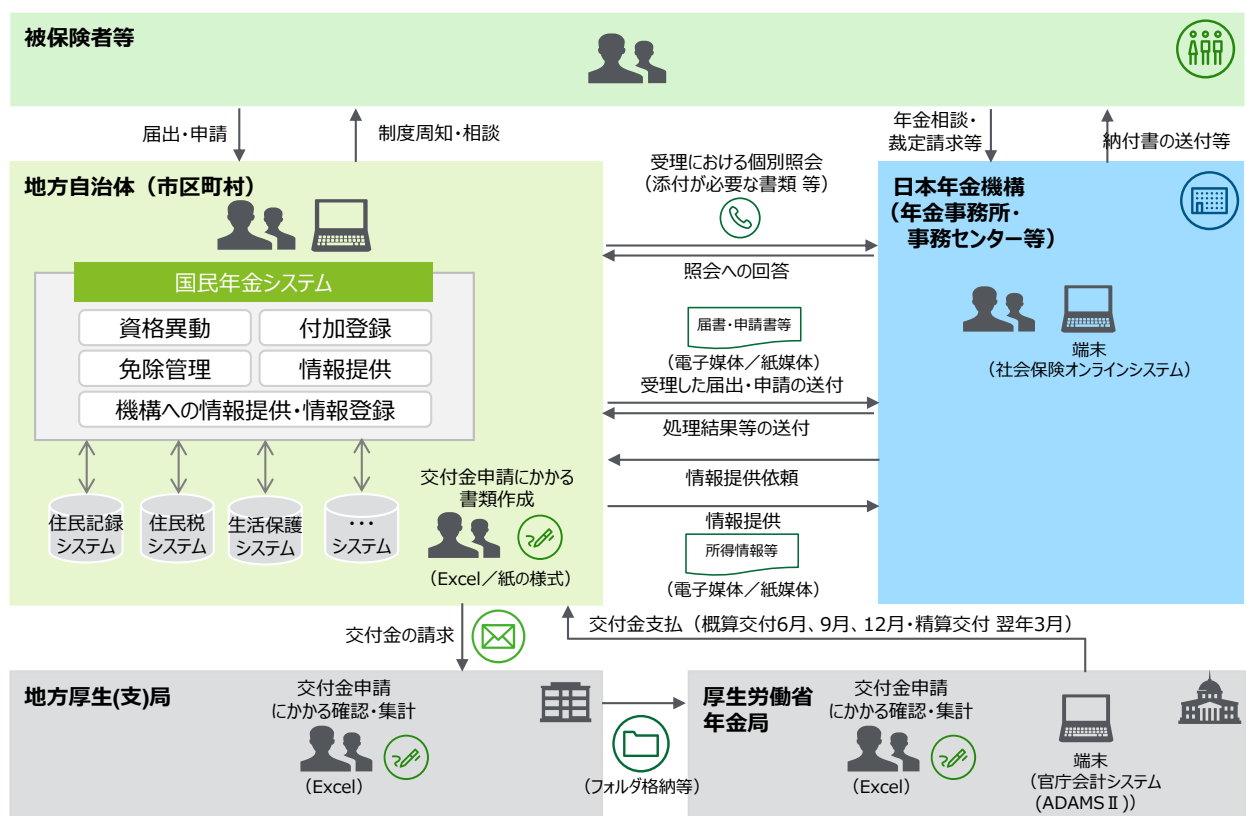 被保険者等
届出・申請
制度周知・相談
年金相談・
裁定請求等
納付書の送付等
地方自治体（市区町村）
国民年金システム
資格異動
付加登録
免除管理
情報提供
機構への情報提供・情報登録
住民記録
システム
住民税
システム
生活保護
システム
・・・
システム
交付金申請にかかる
書類作成
（Excel／紙の様式）
受理における個別照会
（添付が必要な書類 等）
照会への回答
届書・申請書等
（電子媒体／紙媒体）
受理した届出・申請の送付
処理結果等の送付
情報提供依頼
情報提供
所得情報等
（電子媒体／紙媒体）
日本年金機構
（年金事務所・
事務センター等）
端末
（社会保険オンラインシステム）
交付金の請求
交付金支払（概算交付6月、9月、12月・精算交付 翌年3月）
地方厚生(支)局
交付金申請
にかかる確認・集計
（Excel）
（フォルダ格納等）
厚生労働省
年金局
交付金申請
にかかる確認・集計
（Excel）
端末
（官庁会計システム
(ADAMSⅡ)）